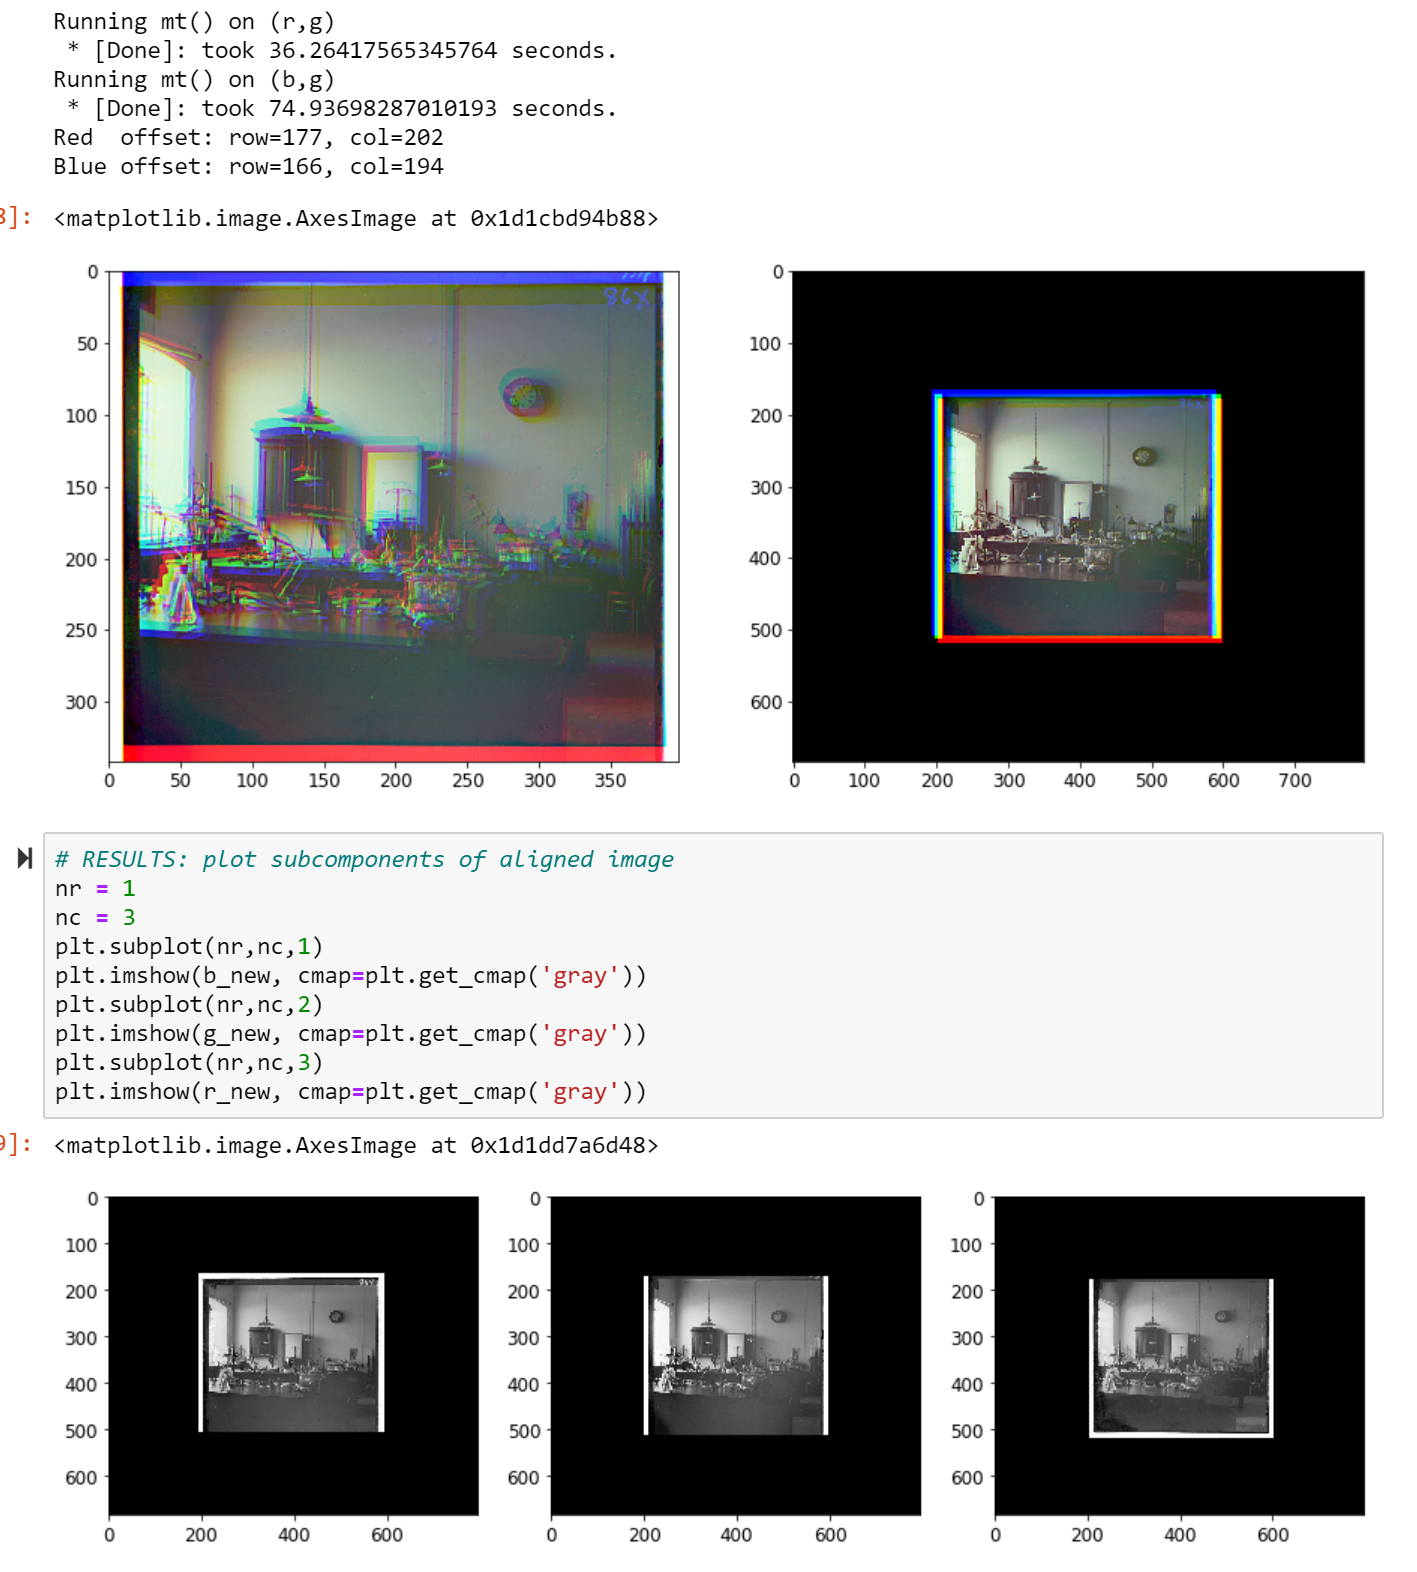 Running mt() on (r,g)
 * [Done]: took 36.26417565345764 seconds.
Running mt() on (b,g)
 * [Done]: took 74.93698287010193 seconds.
Red  offset: row=177, col=202
Blue offset: row=166, col=194
]: <matplotlib.image.AxesImage at 0x1d1cbd94b88>
0
50
100
150
200
250
300
0 50 100 150 200 250 300 350
86X
0
100
200
300
400
500
600
0 100 200 300 400 500 600 700
# RESULTS: plot subcomponents of aligned image
nr = 1
nc = 3
plt.subplot(nr,nc,1)
plt.imshow(b_new, cmap=plt.get_cmap('gray'))
plt.subplot(nr,nc,2)
plt.imshow(g_new, cmap=plt.get_cmap('gray'))
plt.subplot(nr,nc,3)
plt.imshow(r_new, cmap=plt.get_cmap('gray'))
9]: <matplotlib.image.AxesImage at 0x1d1dd7a6d48>
0
100
200
300
400
500
600
0 200 400 600
0
100
200
300
400
500
600
0 200 400 600
0
100
200
300
400
500
600
0 200 400 600